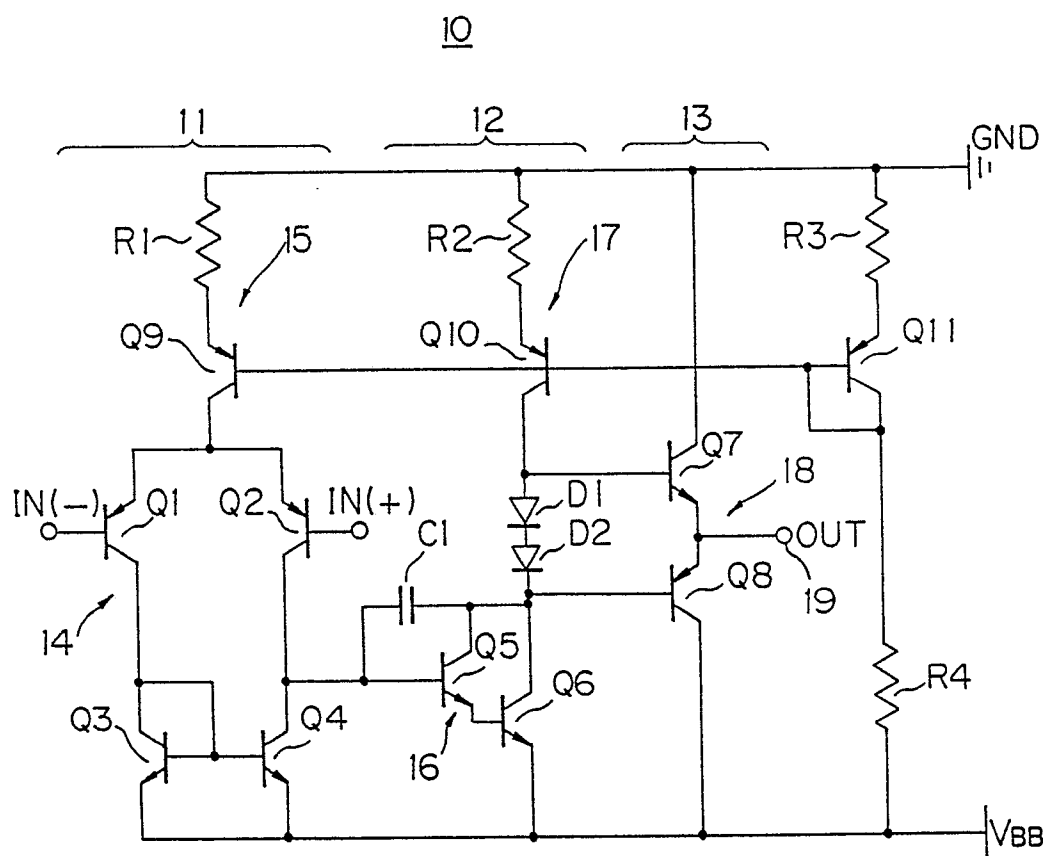 10
11 12 13
GND
R1 15 R2 17 R3
Q9 Q10 Q11
Q7
IN(−) Q1 Q2 IN(+) D1 18
C1 D2 OUT
Q8 19
14 Q5
Q6 R4
Q3 Q4
16
VBB